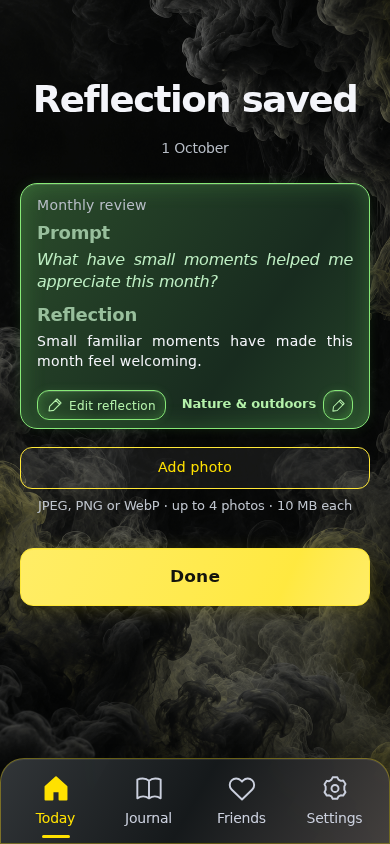 Reflection saved
1 October
Monthly review
Prompt
What have small moments helped me
appreciate this month?
Reflection
Small familiar moments have made this
month feel welcoming.
Edit reflection
Nature & outdoors
Add photo
JPEG, PNG or WebP · up to 4 photos · 10 MB each
Done
Today
Journal
Friends
Settings